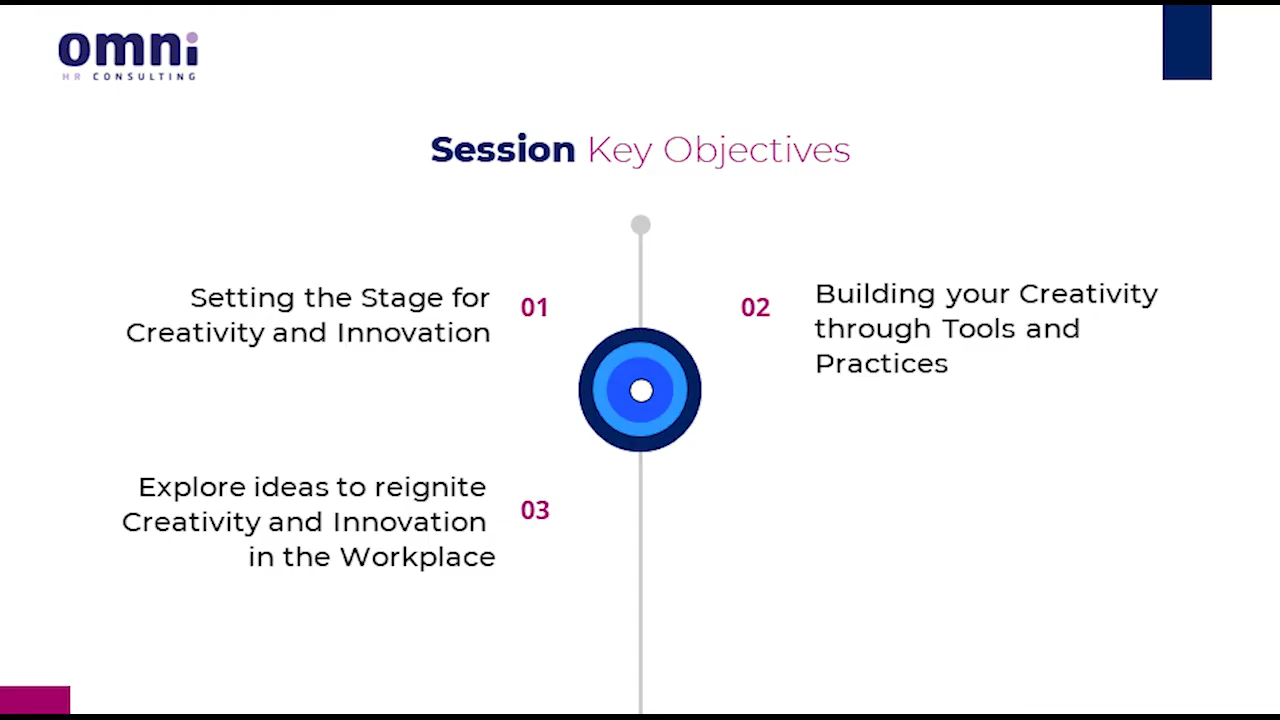 omni
HR CONSULTING
Session Key Objectives
Setting the Stage for
Creativity and Innovation
01
02
Building your Creativity
through Tools and
Practices
Explore ideas to reignite
Creativity and Innovation
in the Workplace
03